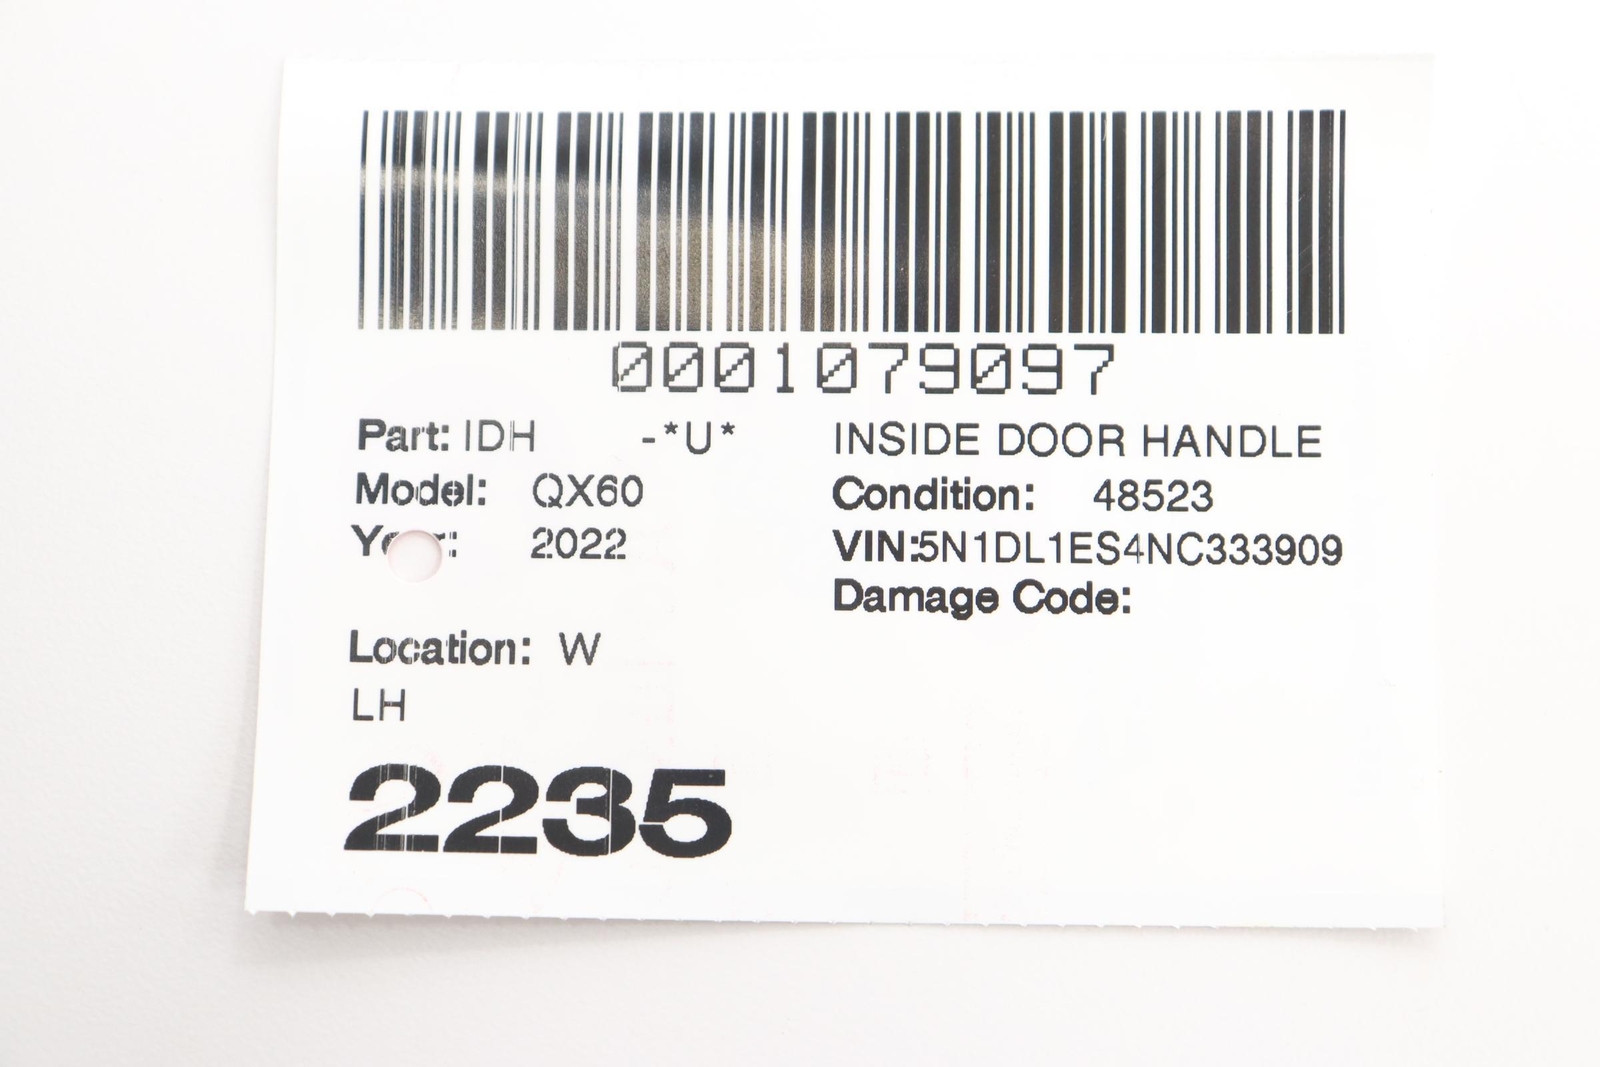 0001079097
Part: IDH -*U* INSIDE DOOR HANDLE
Model: QX60 Condition: 48523
2022 VIN:5N1DL1ES4NC333909
Damage Code:
Location: W
LH
2235